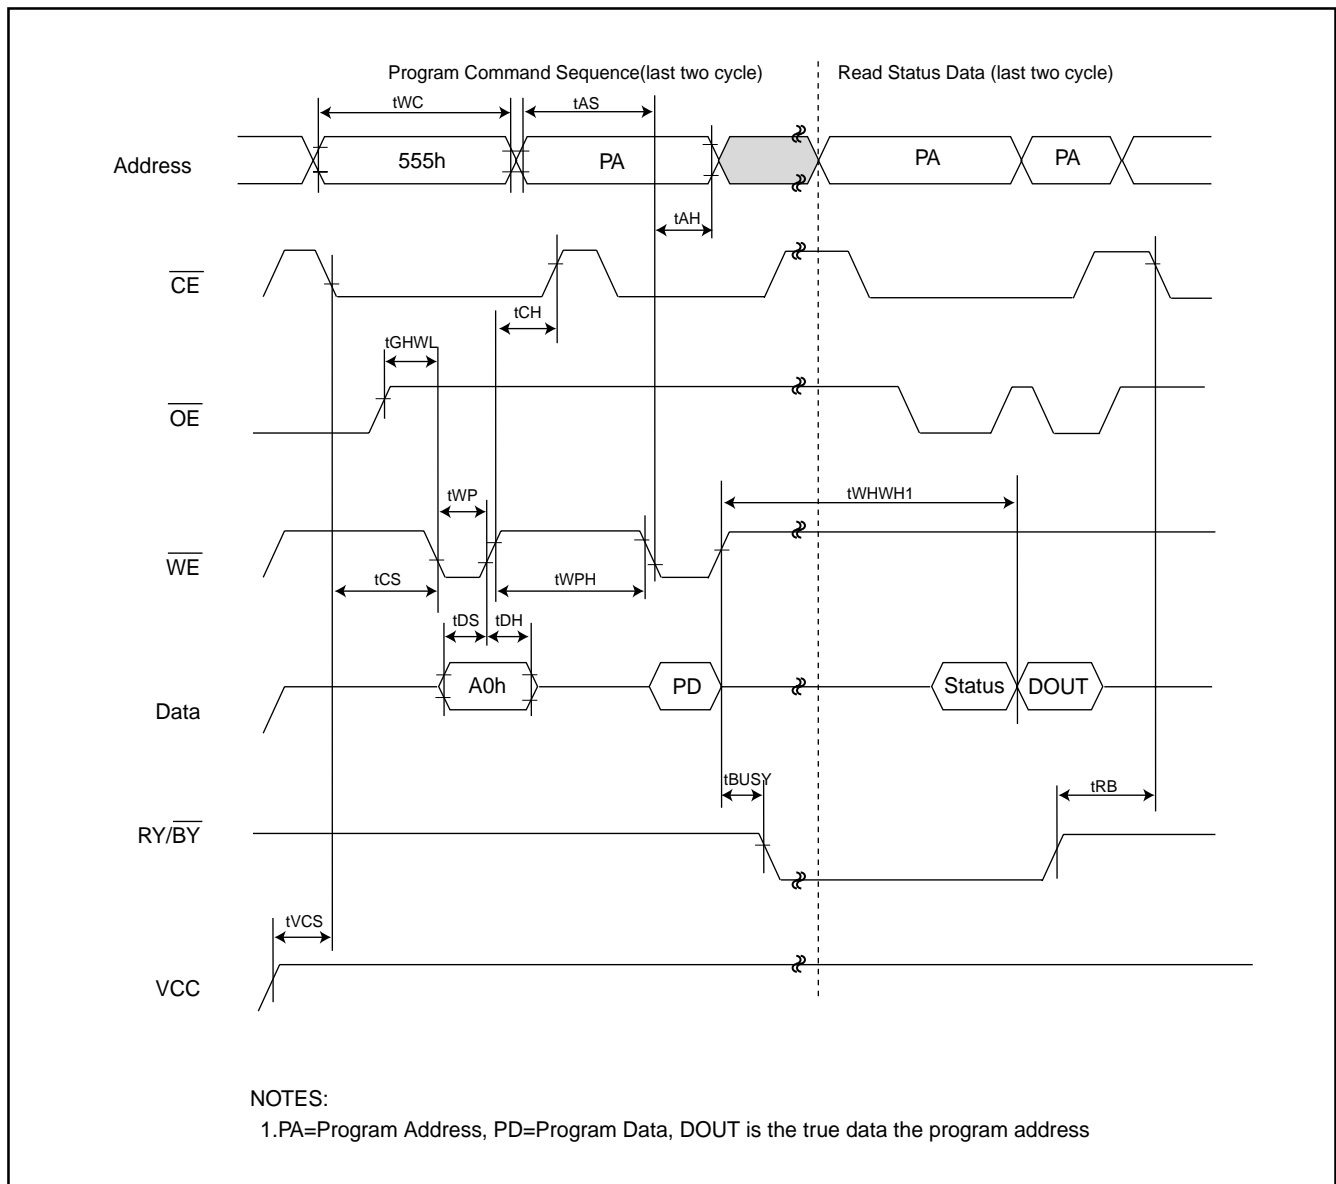 Program Command Sequence(last two cycle)
Read Status Data (last two cycle)
tWC
tAS
Address
555h
PA
PA
PA
tAH
CE
tCH
tGHWL
OE
tWP
tWHWH1
WE
tCS
tWPH
tDS
tDH
Data
A0h
PD
Status
DOUT
tBUSY
tRB
RY/BY
tVCS
VCC
NOTES:
1.PA=Program Address, PD=Program Data, DOUT is the true data the program address